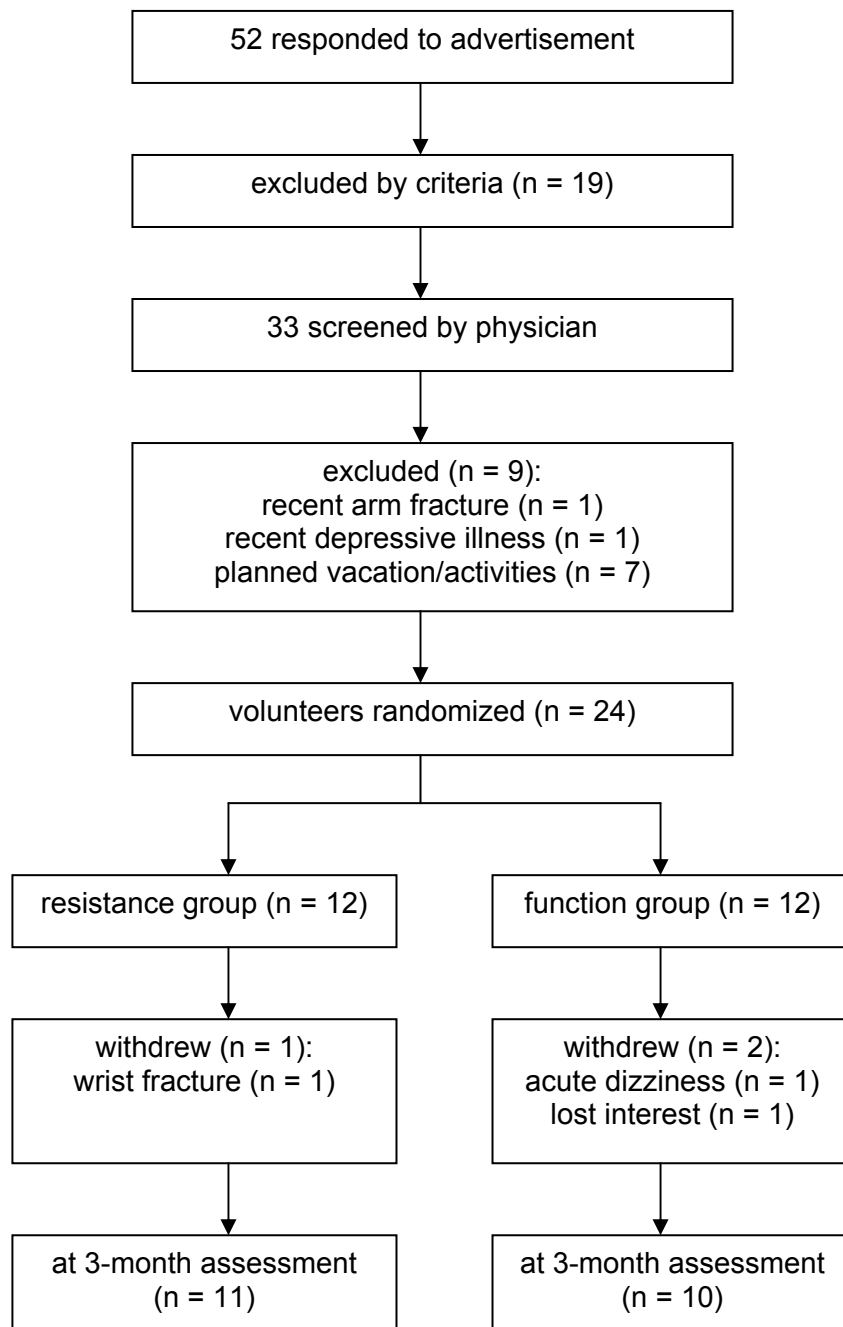 52 responded to advertisement
excluded by criteria (n = 19)
33 screened by physician
excluded (n = 9):
recent arm fracture (n = 1)
recent depressive illness (n = 1)
planned vacation/activities (n = 7)
volunteers randomized (n = 24)
resistance group (n = 12)
function group (n = 12)
withdrew (n = 1):
wrist fracture (n = 1)
withdrew (n = 2):
acute dizziness (n = 1)
lost interest (n = 1)
at 3-month assessment
(n = 11)
at 3-month assessment
(n = 10)